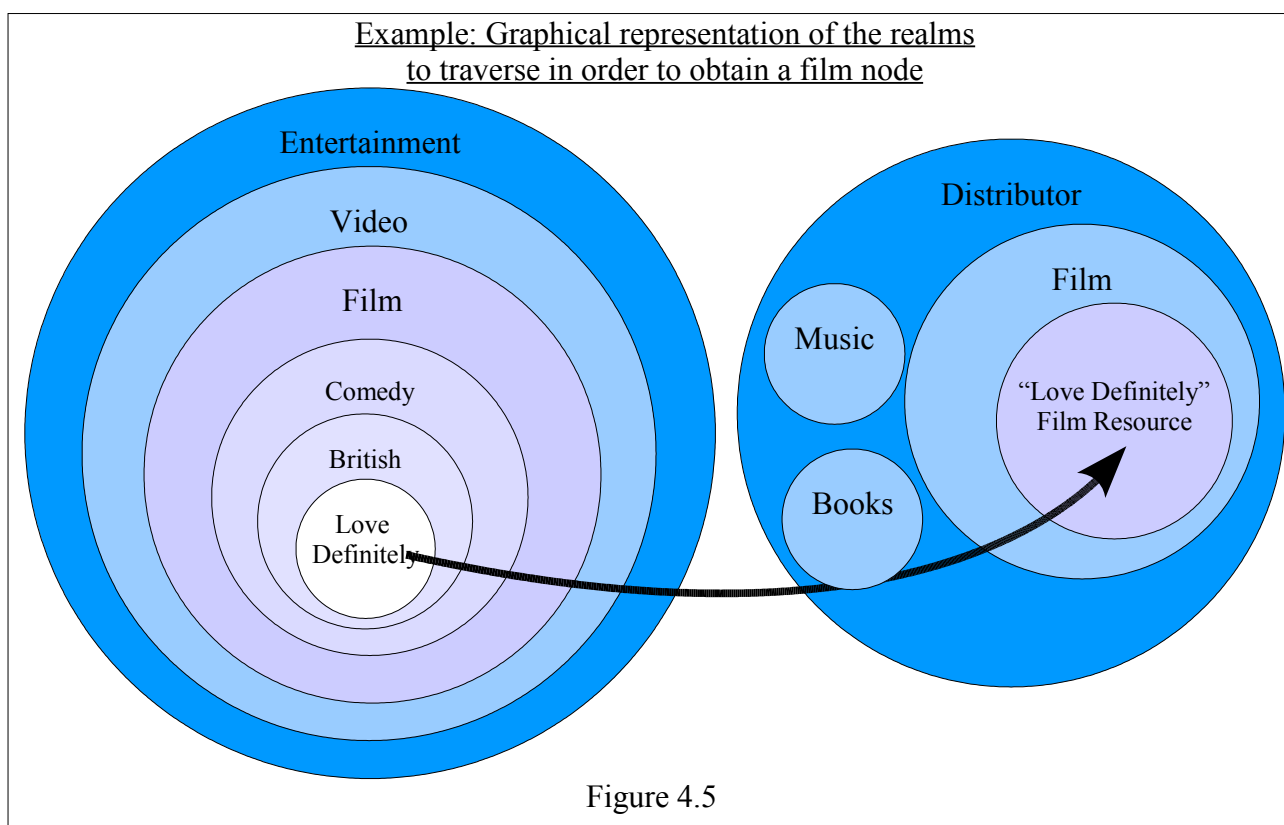 Example: Graphical representation of the realms
to traverse in order to obtain a film node
Entertainment
Video
Film
Comedy
British
Love
Definitely
Distributor
Film
Music
“Love Definitely”
Film Resource
Books
Figure 4.5